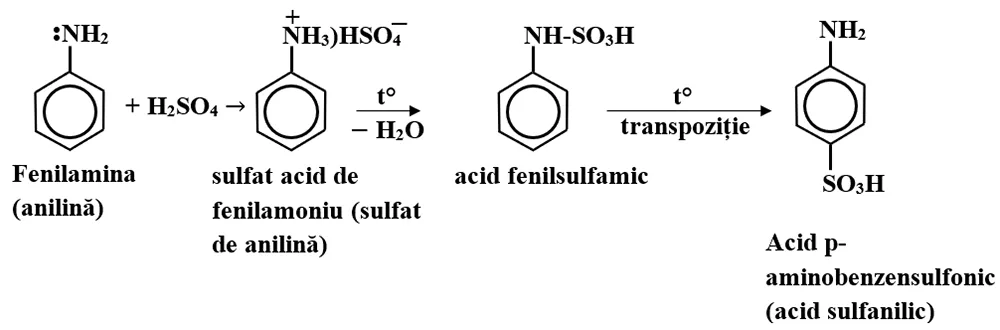 :NH2
+
NH3)HSO4−
NH-SO3H
NH2
+ H2SO4 →
t°
− H2O
t°
transpoziție
SO3H
Fenilamina
(anilină)
sulfat acid de
fenilamoniu (sulfat
de anilină)
acid fenilsulfamic
Acid p-
aminobenzensulfonic
(acid sulfanilic)